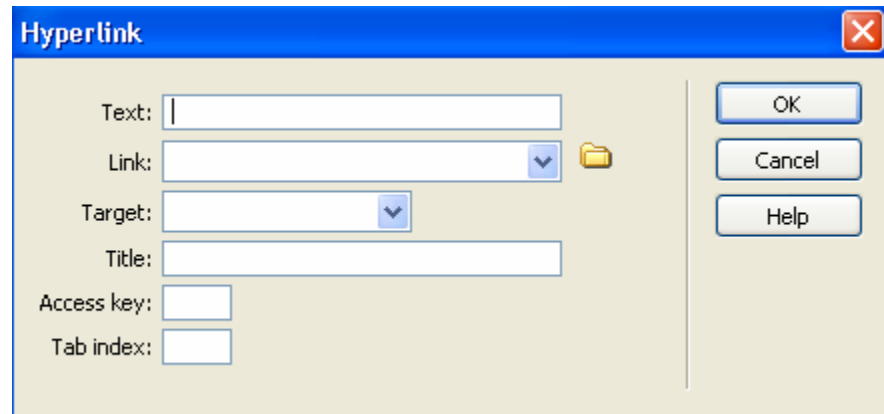 Hyperlink
Text:
Link:
Target:
Title:
Access key:
Tab index:
OK
Cancel
Help